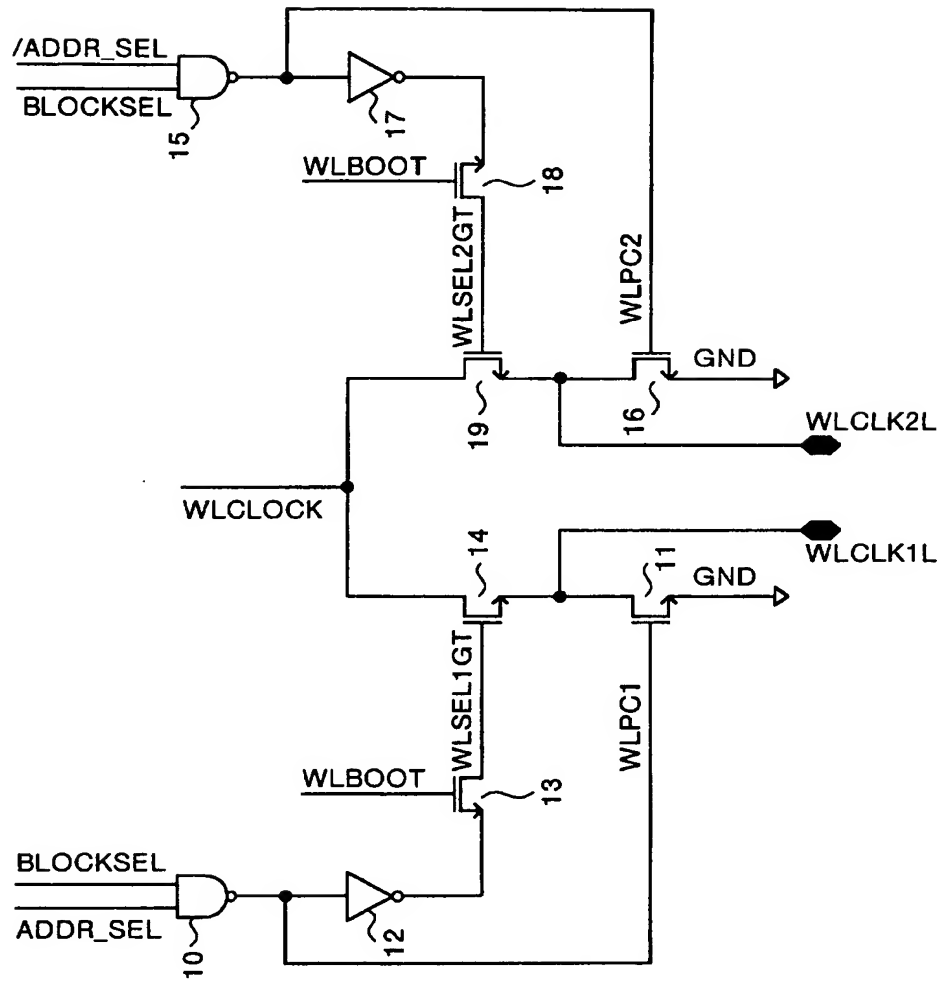 /ADDR_SEL
BLOCKSEL
15
17
WLBOOT
18
WLSEL2GT
WLPC2
19
16
GND
WLCLK2L
WLCLOCK
14
11
WLCLK1L
GND
WLSEL1GT
WLPC1
WLBOOT
13
BLOCKSEL
ADDR_SEL
10
12